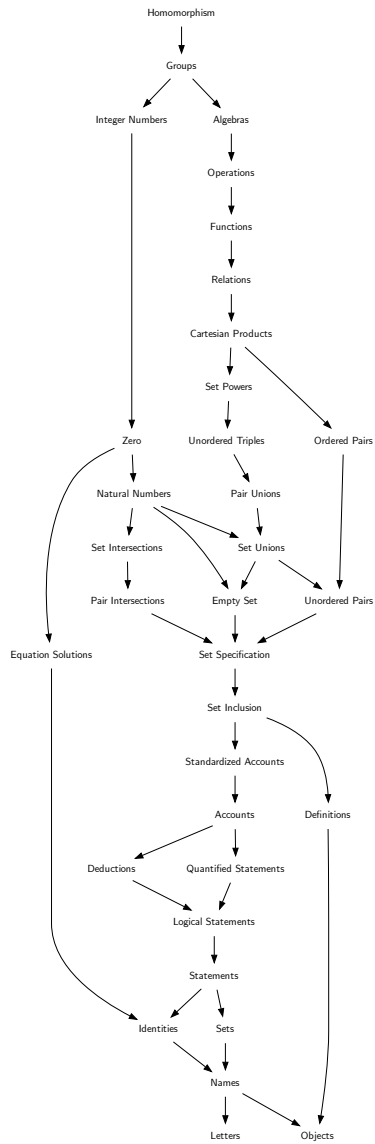 Homomorphism
Groups
Integer Numbers
Algebras
Operations
Functions
Relations
Cartesian Products
Set Powers
Zero
Unordered Triples
Ordered Pairs
Natural Numbers
Pair Unions
Set Intersections
Set Unions
Pair Intersections
Empty Set
Unordered Pairs
Equation Solutions
Set Specification
Set Inclusion
Standardized Accounts
Accounts
Definitions
Deductions
Quantified Statements
Logical Statements
Statements
Identities
Sets
Names
Letters
Objects